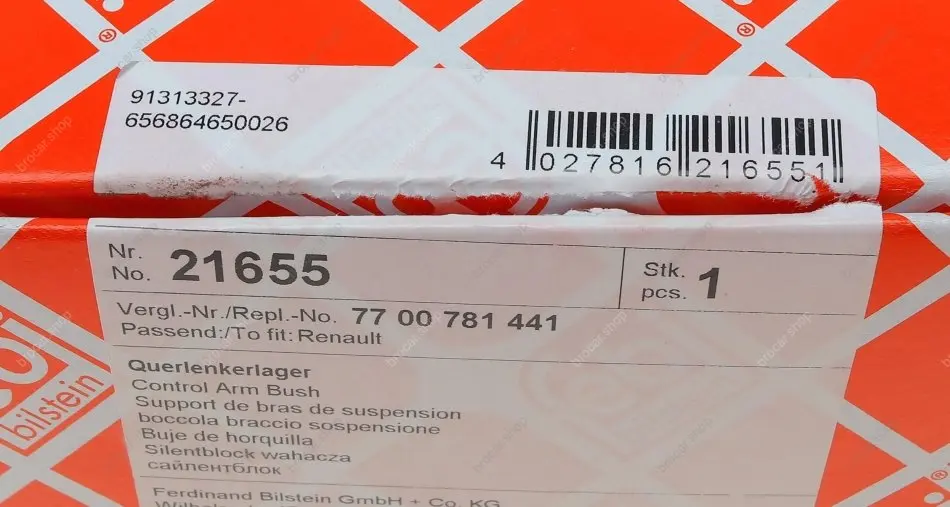 91313327-
656864650026
4 027816 216551
Nr.
No. 21655
Stk.
pcs. 1
Vergl.-Nr./Repl.-No. 77 00 781 441
Passend:/To fit: Renault
Querlenkerlager
Control Arm Bush
Support de bras de suspension
boccola braccio sospensione
Buje de horquilla
Silentblock wahacza
сайлентблок
Ferdinand Bilstein GmbH + Co. KG
bilstein
brocar.shop